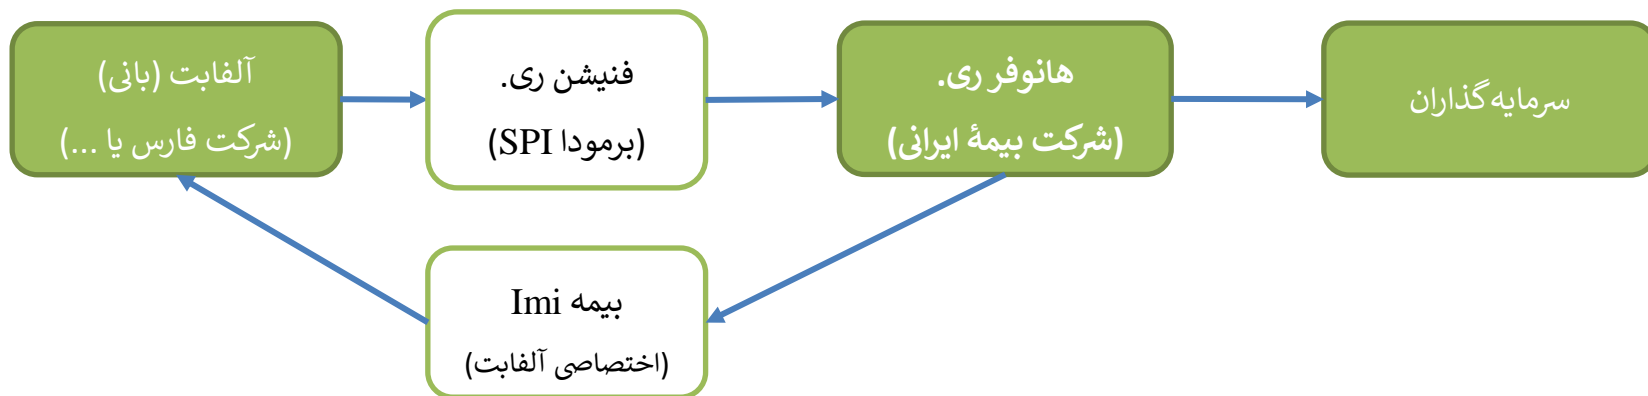 آلفابت (بانی)
(شرکت فارس یا ...)
فنیشن ری.
(برمودا SPI)
هانوفر ری.
(شرکت بیمهٔ ایرانی)
سرمایه‌گذاران
بیمه Imi
(اختصاصی آلفابت)